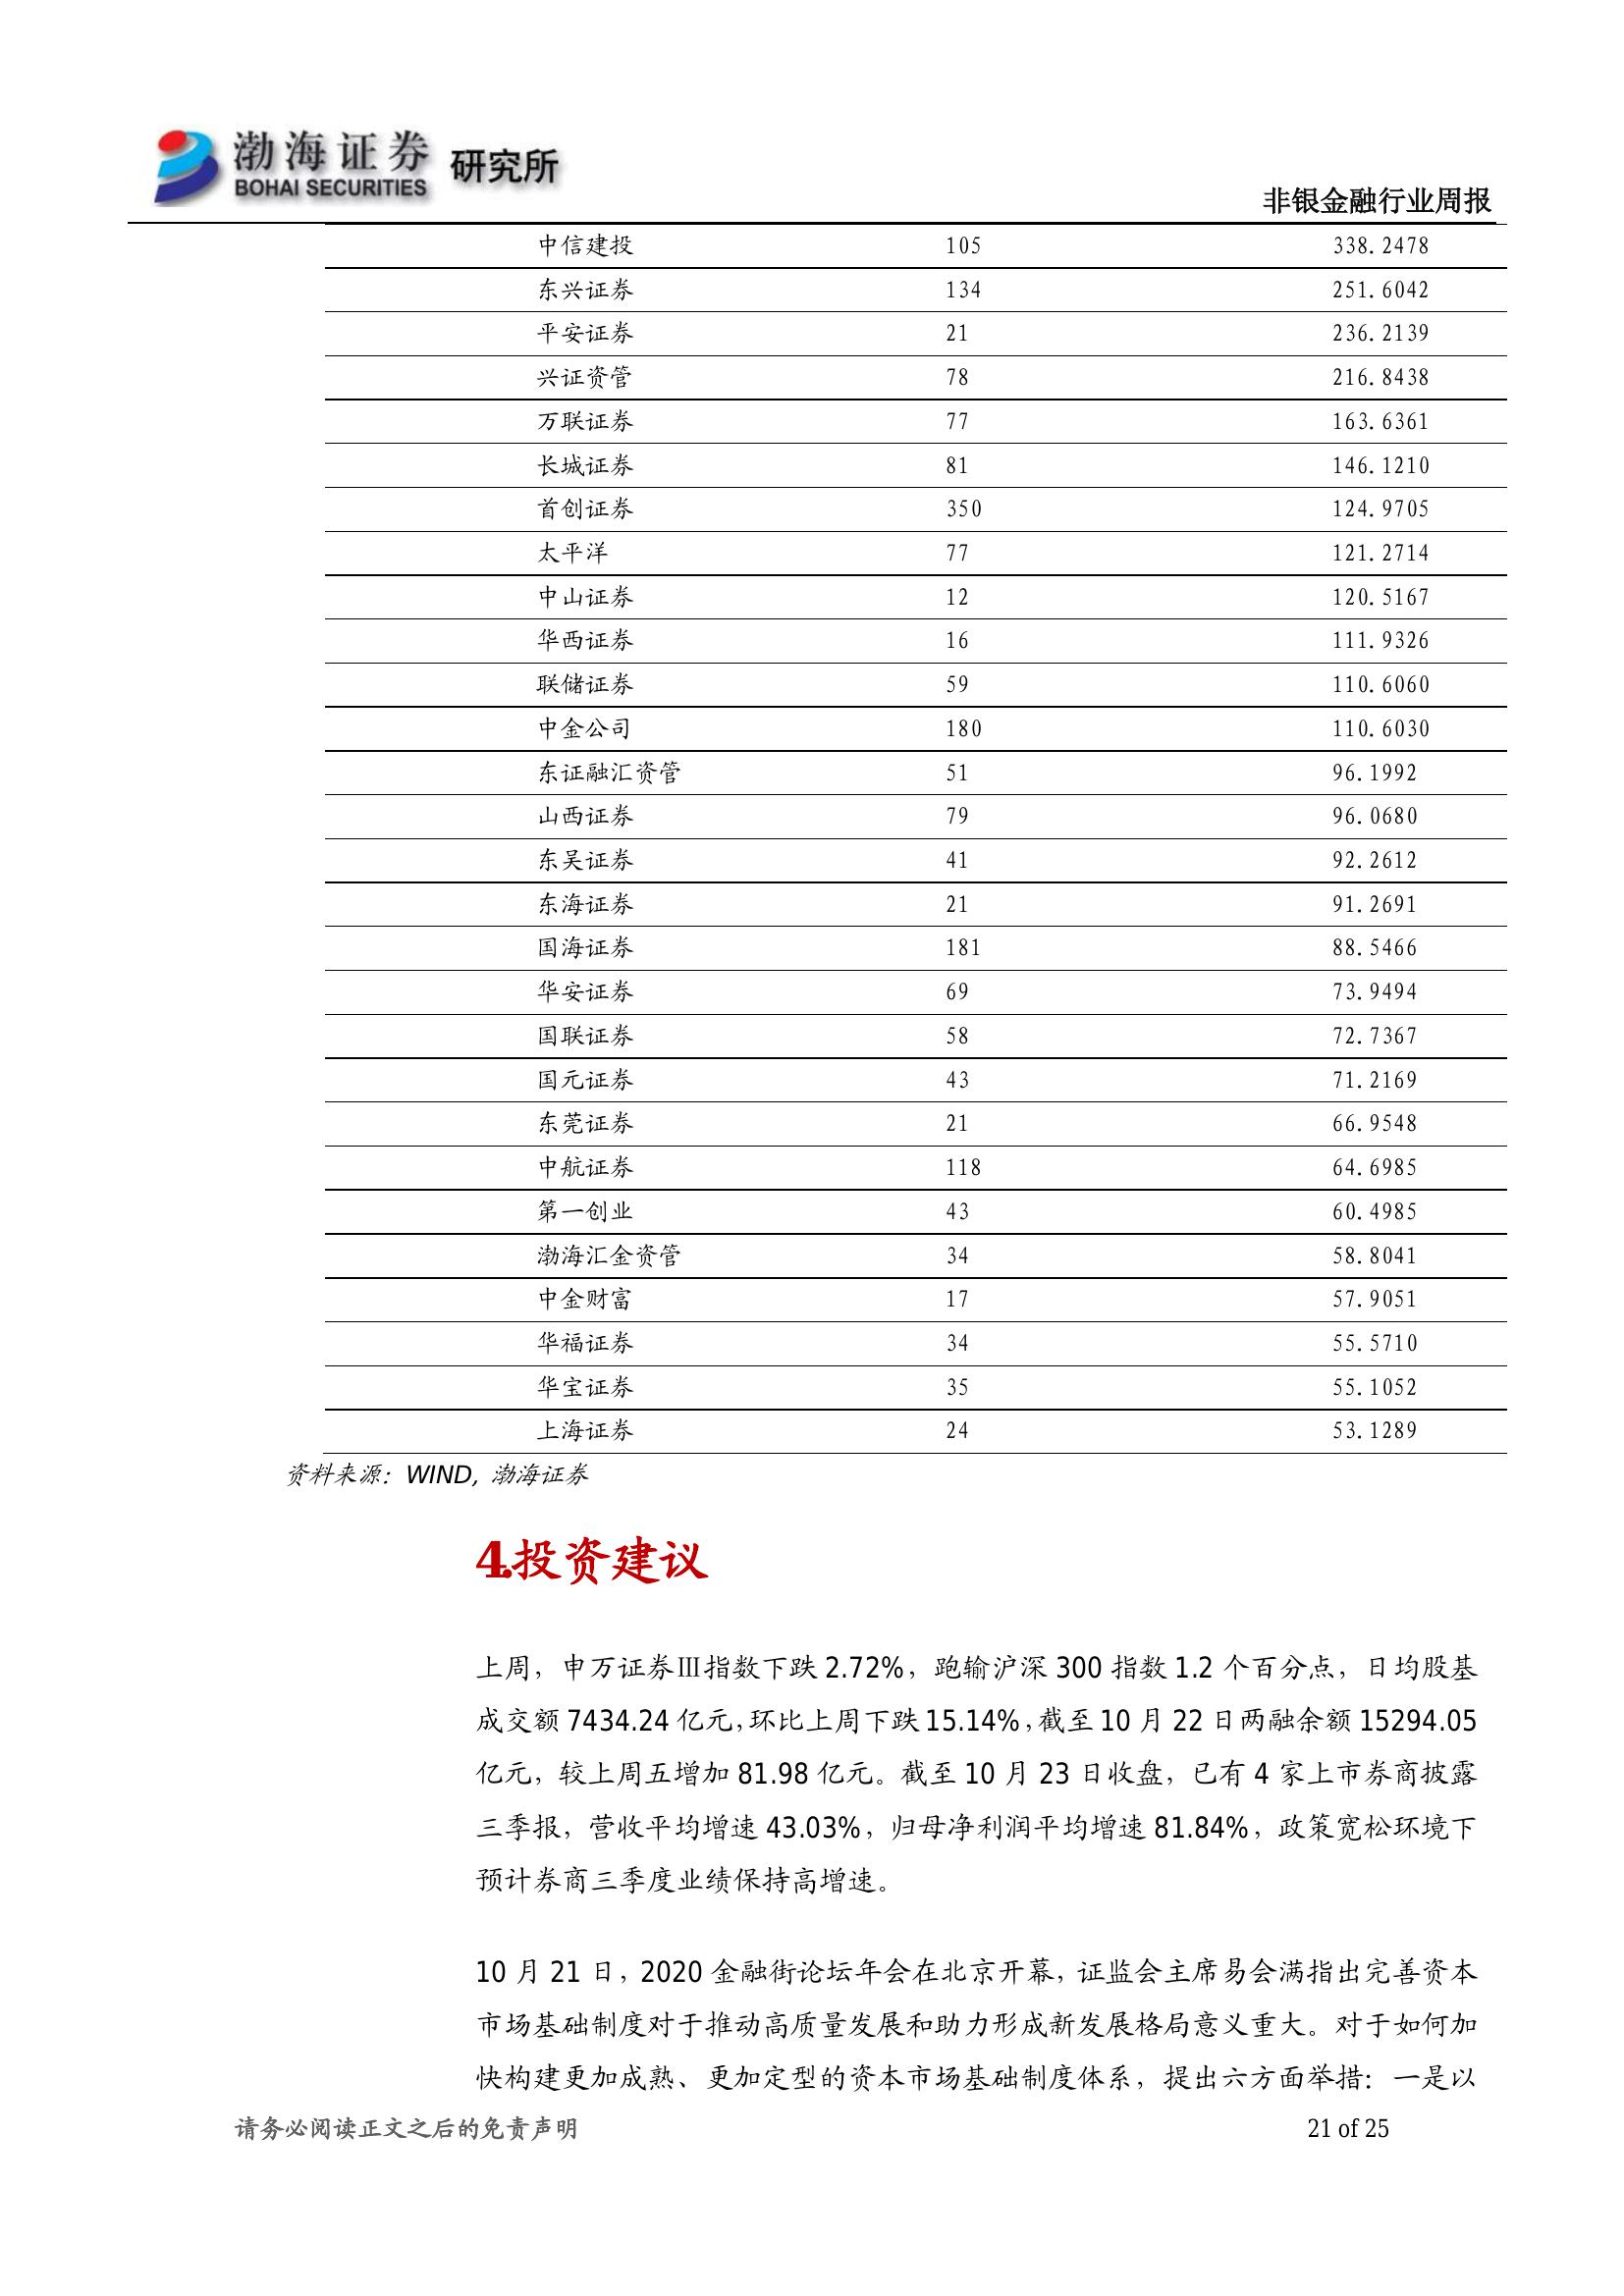 渤海证券 研究所
BOHAI SECURITIES
非银金融行业周报
中信建投 105 338.2478
东兴证券 134 251.6042
平安证券 21 236.2139
兴证资管 78 216.8438
万联证券 77 163.6361
长城证券 81 146.1210
首创证券 350 124.9705
太平洋 77 121.2714
中山证券 12 120.5167
华西证券 16 111.9326
联储证券 59 110.6060
中金公司 180 110.6030
东证融汇资管 51 96.1992
山西证券 79 96.0680
东吴证券 41 92.2612
东海证券 21 91.2691
国海证券 181 88.5466
华安证券 69 73.9494
国联证券 58 72.7367
国元证券 43 71.2169
东莞证券 21 66.9548
中航证券 118 64.6985
第一创业 43 60.4985
渤海汇金资管 34 58.8041
中金财富 17 57.9051
华福证券 34 55.5710
华宝证券 35 55.1052
上海证券 24 53.1289
资料来源：WIND, 渤海证券
4.投资建议
上周，申万证券Ⅲ指数下跌 2.72%，跑输沪深 300 指数 1.2 个百分点，日均股基
成交额 7434.24 亿元，环比上周下跌 15.14%，截至 10 月 22 日两融余额 15294.05
亿元，较上周五增加 81.98 亿元。截至 10 月 23 日收盘，已有 4 家上市券商披露
三季报，营收平均增速 43.03%，归母净利润平均增速 81.84%，政策宽松环境下
预计券商三季度业绩保持高增速。
10 月 21 日，2020 金融街论坛年会在北京开幕，证监会主席易会满指出完善资本
市场基础制度对于推动高质量发展和助力形成新发展格局意义重大。对于如何加
快构建更加成熟、更加定型的资本市场基础制度体系，提出六方面举措：一是以
请务必阅读正文之后的免责声明 21 of 25